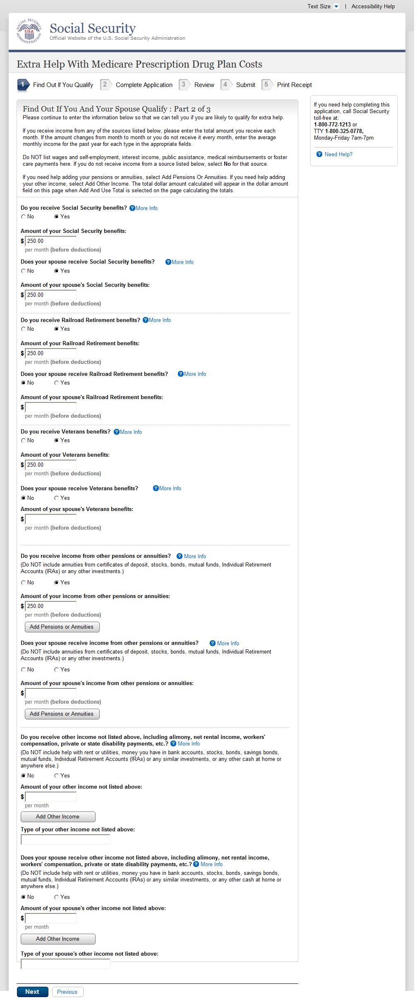 Text Size | Accessibility Help
SOCIAL SECURITY ADMINISTRATION
USA
Social Security
Official Website of the U.S. Social Security Administration
Extra Help With Medicare Prescription Drug Plan Costs
1 Find Out If You Qualify 2 Complete Application 3 Review 4 Submit 5 Print Receipt
Find Out If You And Your Spouse Qualify : Part 2 of 3
Please continue to enter the information below so that we can tell you if you are likely to qualify for extra help.
If you receive income from any of the sources listed below, please enter the total amount you receive each
month. If the amount changes from month to month or you do not receive it every month, enter the average
monthly income for the past year for each type in the appropriate fields.
Do NOT list wages and self-employment, interest income, public assistance, medical reimbursements or foster
care payments here. If you do not receive income from a source listed below, select No for that source.
If you need help adding your pensions or annuities, select Add Pensions Or Annuities. If you need help adding
your other income, select Add Other Income. The total dollar amount calculated will appear in the dollar amount
field on this page when Add And Use Total is selected on the page calculating the totals.
If you need help completing this
application, call Social Security
toll-free at:
1-800-772-1213 or
TTY 1-800-325-0778,
Monday-Friday 7am-7pm
? Need Help?
Do you receive Social Security benefits? ? More Info
No Yes
Amount of your Social Security benefits:
$ 250.00
per month (before deductions)
Does your spouse receive Social Security benefits? ? More Info
No Yes
Amount of your spouse's Social Security benefits:
$ 250.00
per month (before deductions)
Do you receive Railroad Retirement benefits? ? More Info
No Yes
Amount of your Railroad Retirement benefits:
$ 250.00
per month (before deductions)
Does your spouse receive Railroad Retirement benefits? ? More Info
No Yes
Amount of your spouse's Railroad Retirement benefits:
$
per month (before deductions)
Do you receive Veterans benefits? ? More Info
No Yes
Amount of your Veterans benefits:
$ 250.00
per month (before deductions)
Does your spouse receive Veterans benefits? ? More Info
No Yes
Amount of your spouse's Veterans benefits:
$
per month (before deductions)
Do you receive income from other pensions or annuities? ? More Info
(Do NOT include annuities from certificates of deposit, stocks, bonds, mutual funds, Individual Retirement
Accounts (IRAs) or any other investments.)
No Yes
Amount of your income from other pensions or annuities:
$ 250.00
per month (before deductions)
Add Pensions or Annuities
Does your spouse receive income from other pensions or annuities? ? More Info
(Do NOT include annuities from certificates of deposit, stocks, bonds, mutual funds, Individual Retirement
Accounts (IRAs) or any other investments.)
No Yes
Amount of your spouse's income from other pensions or annuities:
$
per month (before deductions)
Add Pensions or Annuities
Do you receive other income not listed above, including alimony, net rental income, workers'
compensation, private or state disability payments, etc.? ? More Info
(Do NOT include help with rent or utilities, money you have in bank accounts, stocks, bonds, savings bonds,
mutual funds, Individual Retirement Accounts (IRAs) or any similar investments, or any other cash at home or
anywhere else.)
No Yes
Amount of your other income not listed above:
$
per month
Add Other Income
Type of your other income not listed above:
Does your spouse receive other income not listed above, including alimony, net rental income,
workers' compensation, private or state disability payments, etc.? ? More Info
(Do NOT include help with rent or utilities, money you have in bank accounts, stocks, bonds, savings bonds,
mutual funds, Individual Retirement Accounts (IRAs) or any similar investments, or any other cash at home or
anywhere else.)
No Yes
Amount of your spouse's other income not listed above:
$
per month
Add Other Income
Type of your spouse's other income not listed above:
Next Previous